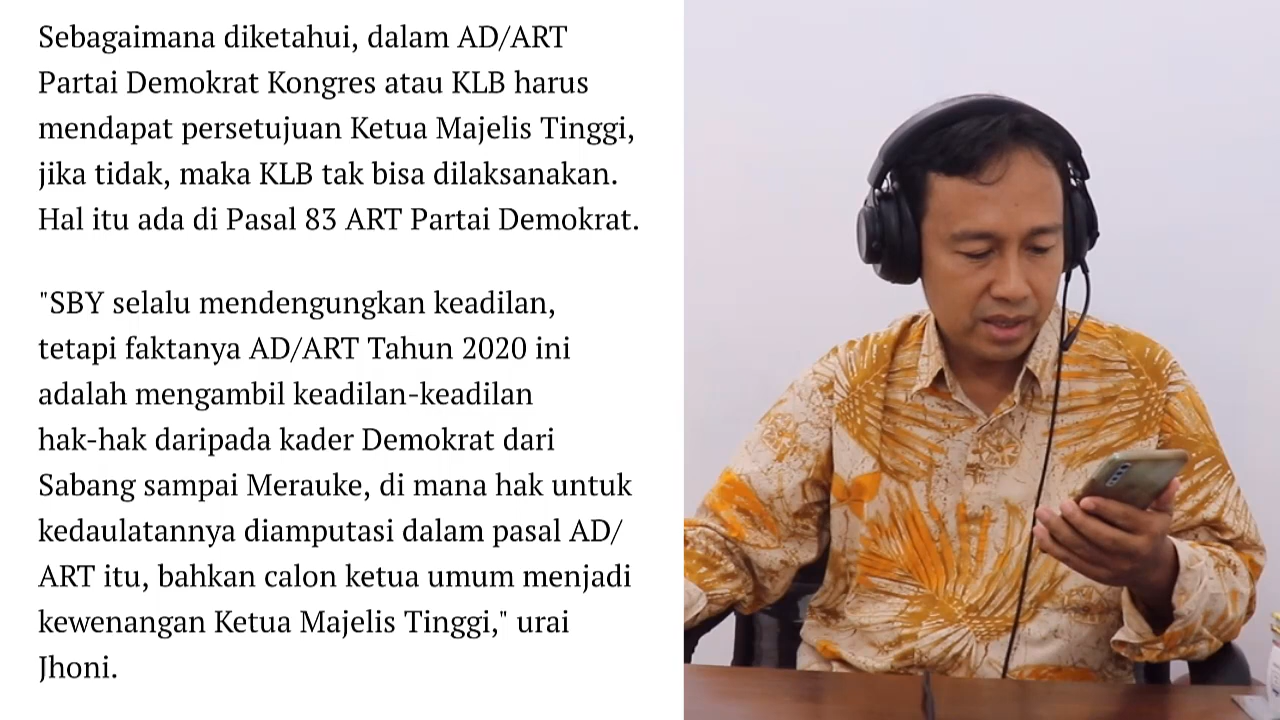 Sebagaimana diketahui, dalam AD/ART
Partai Demokrat Kongres atau KLB harus
mendapat persetujuan Ketua Majelis Tinggi,
jika tidak, maka KLB tak bisa dilaksanakan.
Hal itu ada di Pasal 83 ART Partai Demokrat.
"SBY selalu mendengungkan keadilan,
tetapi faktanya AD/ART Tahun 2020 ini
adalah mengambil keadilan-keadilan
hak-hak daripada kader Demokrat dari
Sabang sampai Merauke, di mana hak untuk
kedaulatannya diamputasi dalam pasal AD/
ART itu, bahkan calon ketua umum menjadi
kewenangan Ketua Majelis Tinggi," urai
Jhoni.